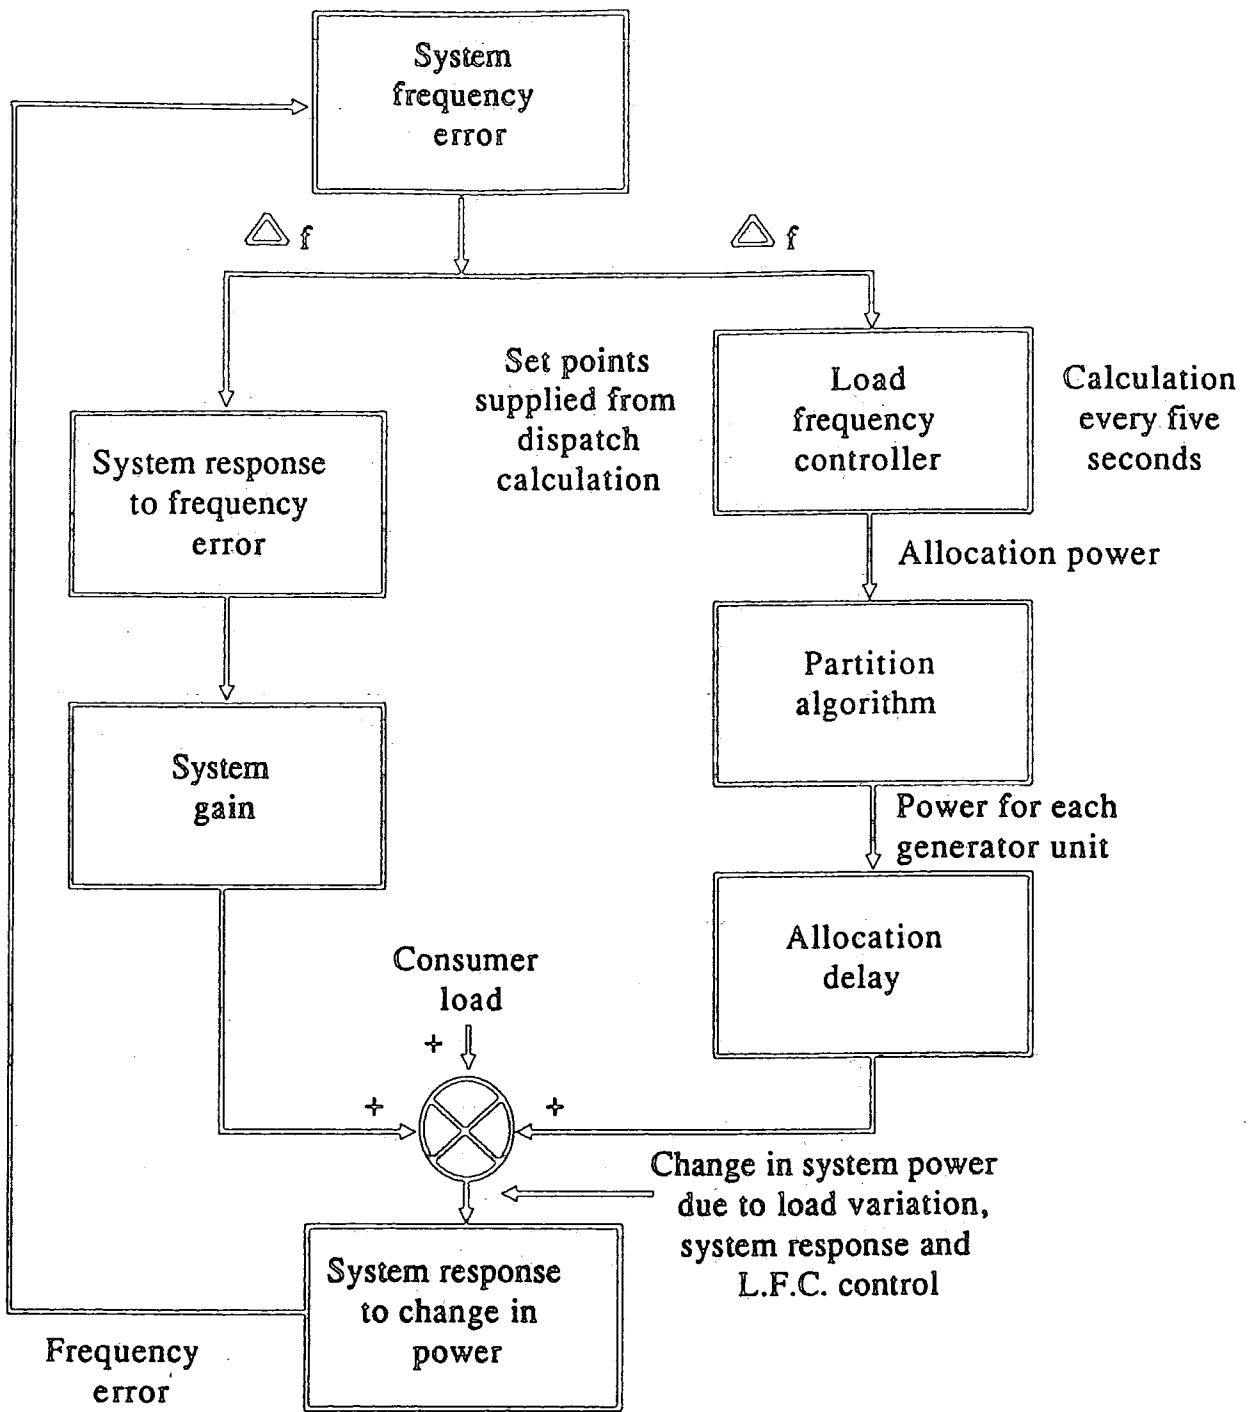 System
frequency
error
△ f
△ f
Set points
supplied from
dispatch
calculation
Load
frequency
controller
Calculation
every five
seconds
System response
to frequency
error
Allocation power
Partition
algorithm
System
gain
Power for each
generator unit
Allocation
delay
Consumer
load
+
+
+
Change in system power
due to load variation,
system response and
L.F.C. control
System response
to change in
power
Frequency
error